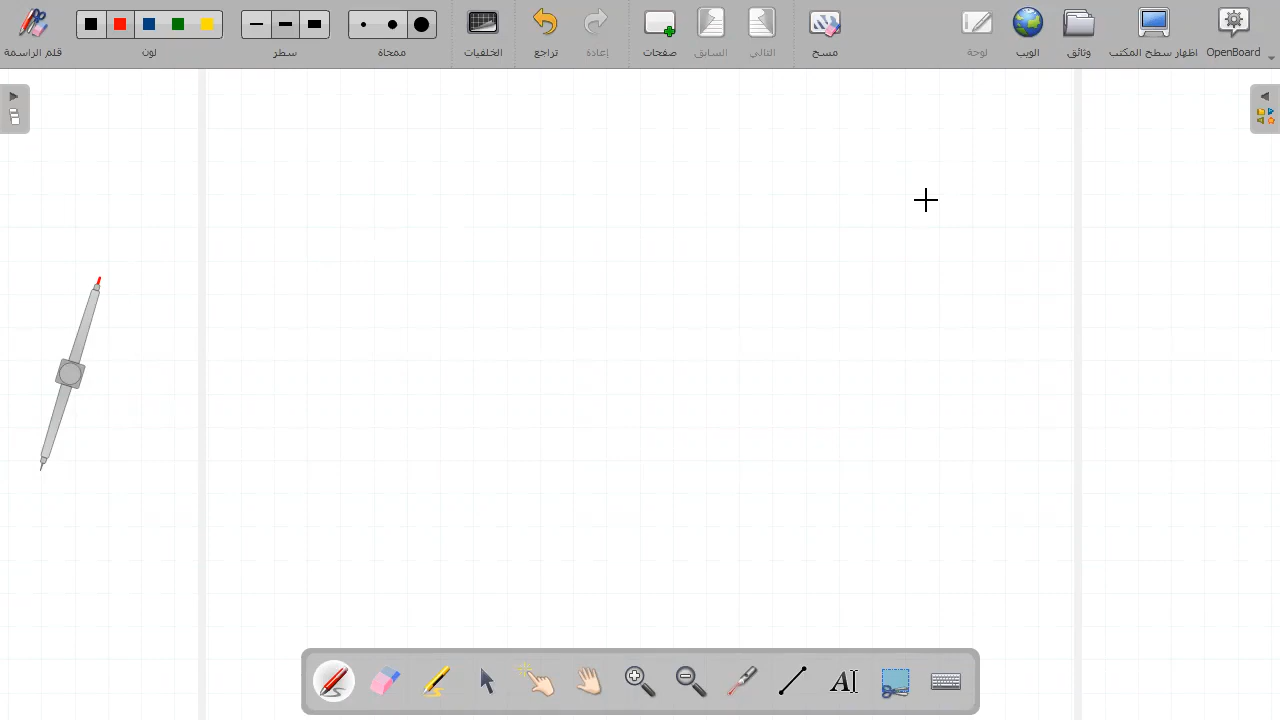 قلم الراسمة
لون
سطر
ممحاة
الخلفيات
تراجع
إعادة
صفحات
السابق
التالي
مسح
لوحة
الويب
وثائق
اظهار سطح المكتب
OpenBoard
A